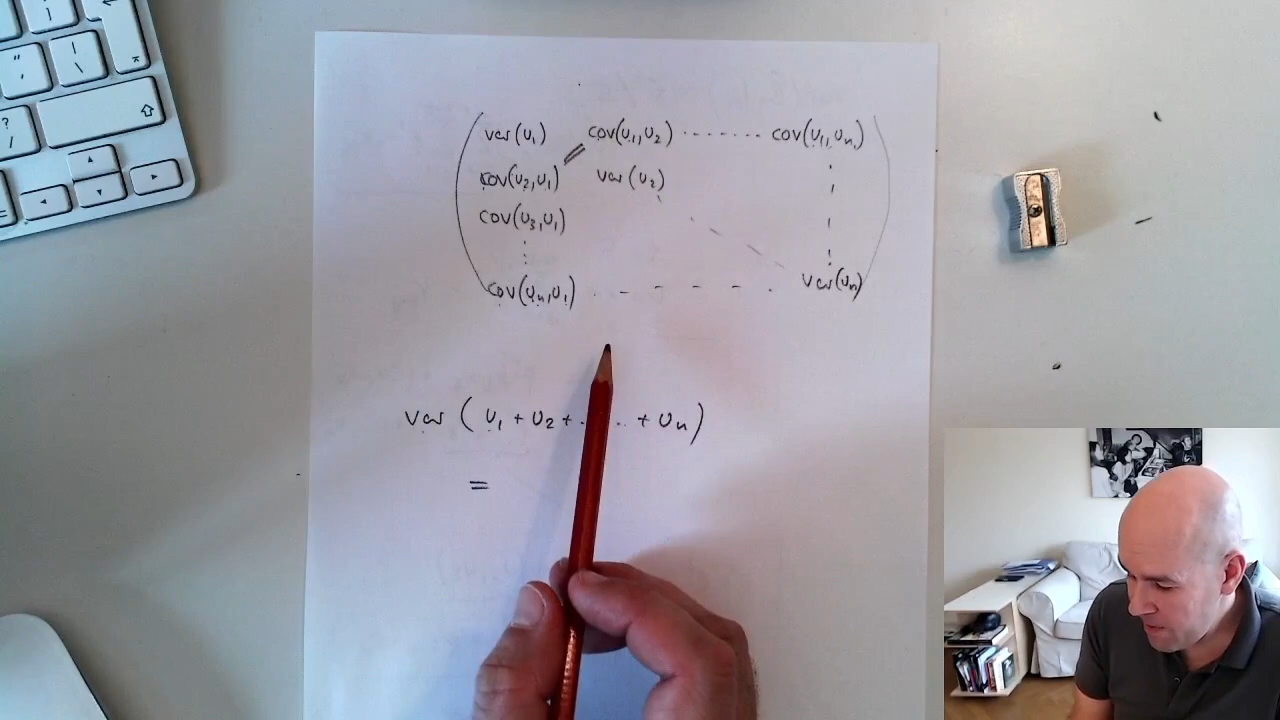 var(U₁) cov(U₁,U₂) ....... cov(U₁,Uₙ)
cov(U₂,U₁) var(U₂)
cov(U₃,U₁)
cov(Uₙ,U₁) . - - - - . var(Uₙ)
var (U₁ + U₂ + .... + Uₙ)
=